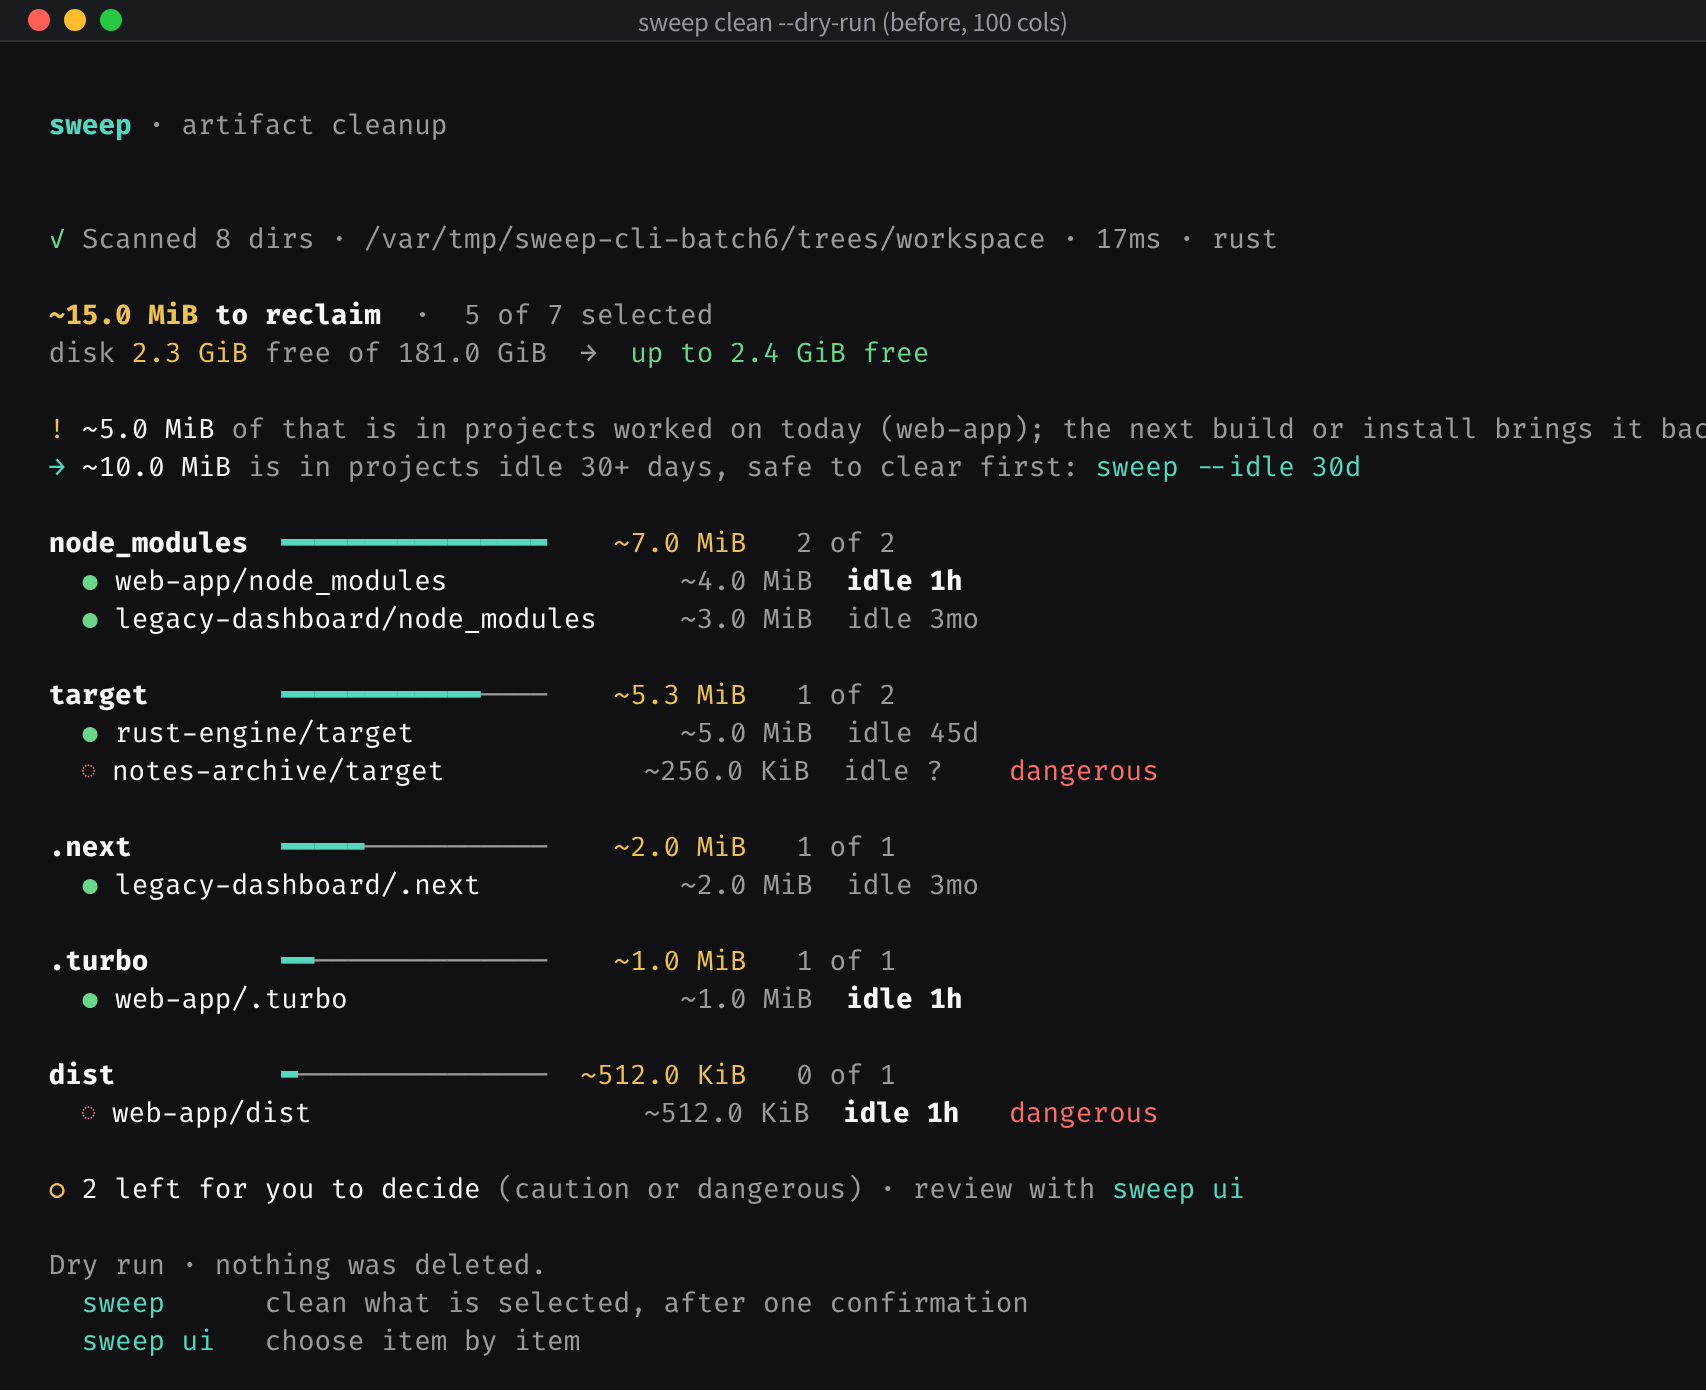 sweep clean --dry-run (before, 100 cols)
sweep · artifact cleanup
√ Scanned 8 dirs · /var/tmp/sweep-cli-batch6/trees/workspace · 17ms · rust
~15.0 MiB to reclaim · 5 of 7 selected
disk 2.3 GiB free of 181.0 GiB → up to 2.4 GiB free
! ~5.0 MiB of that is in projects worked on today (web-app); the next build or install brings it bac
→ ~10.0 MiB is in projects idle 30+ days, safe to clear first: sweep --idle 30d
node_modules ~7.0 MiB 2 of 2
● web-app/node_modules ~4.0 MiB idle 1h
● legacy-dashboard/node_modules ~3.0 MiB idle 3mo
target ~5.3 MiB 1 of 2
● rust-engine/target ~5.0 MiB idle 45d
◌ notes-archive/target ~256.0 KiB idle ? dangerous
.next ~2.0 MiB 1 of 1
● legacy-dashboard/.next ~2.0 MiB idle 3mo
.turbo ~1.0 MiB 1 of 1
● web-app/.turbo ~1.0 MiB idle 1h
dist ~512.0 KiB 0 of 1
◌ web-app/dist ~512.0 KiB idle 1h dangerous
○ 2 left for you to decide (caution or dangerous) · review with sweep ui
Dry run · nothing was deleted.
sweep clean what is selected, after one confirmation
sweep ui choose item by item